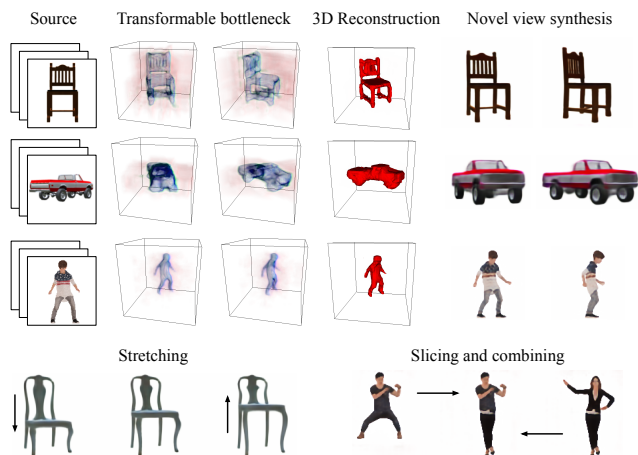 Source Transformable bottleneck 3D Reconstruction Novel view synthesis
Stretching Slicing and combining